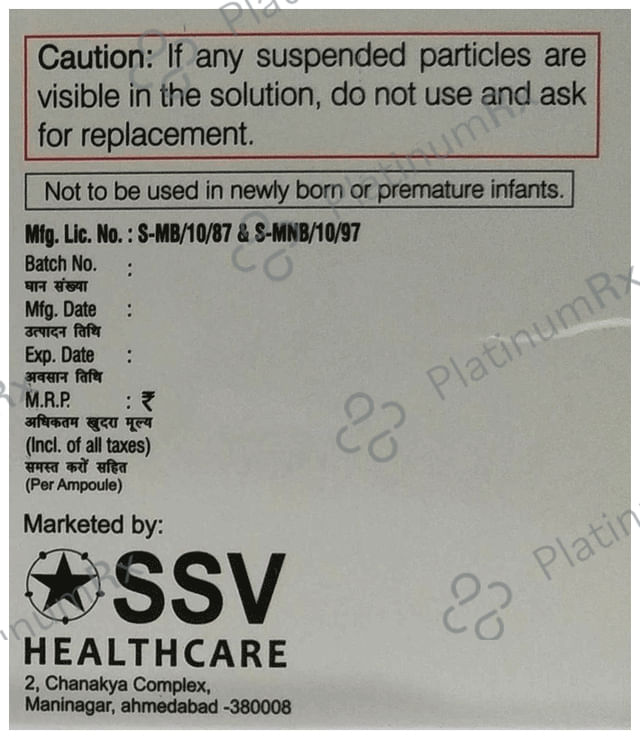 Caution: If any suspended particles are
visible in the solution, do not use and ask
for replacement.
Not to be used in newly born or premature infants.
Mfg. Lic. No. : S-MB/10/87 & S-MNB/10/97
Batch No. :
घान संख्या
Mfg. Date :
उत्पादन तिथि
Exp. Date :
अवसान तिथि
M.R.P. : ₹
अधिकतम खुदरा मूल्य
(Incl. of all taxes)
समस्त करों सहित
(Per Ampoule)
Marketed by:
SSV
HEALTHCARE
2, Chanakya Complex,
Maninagar, ahmedabad -380008
PlatinumRx
PlatinumRx